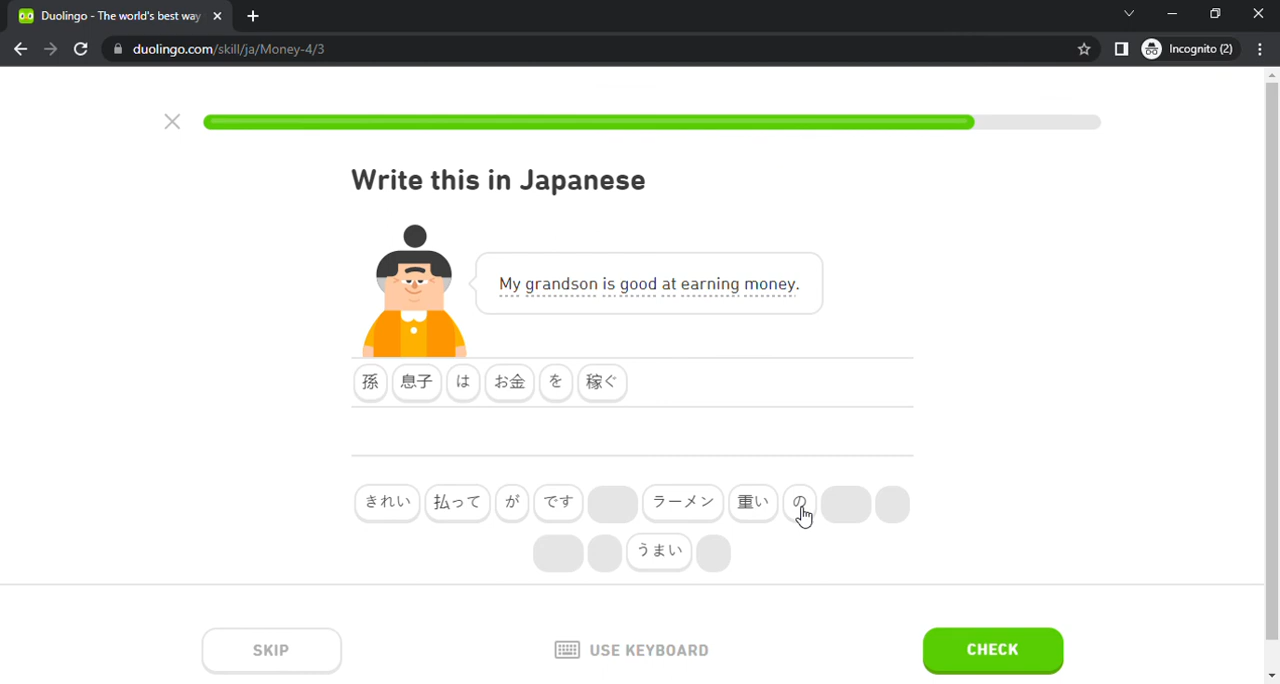 Duolingo - The world's best way
Incognito (2)
duolingo.com/skill/ja/Money-4/3
Write this in Japanese
My grandson is good at earning money.
孫 息子 は お金 を 稼ぐ
きれい 払って が です ラーメン 重い の
うまい
SKIP
USE KEYBOARD
CHECK